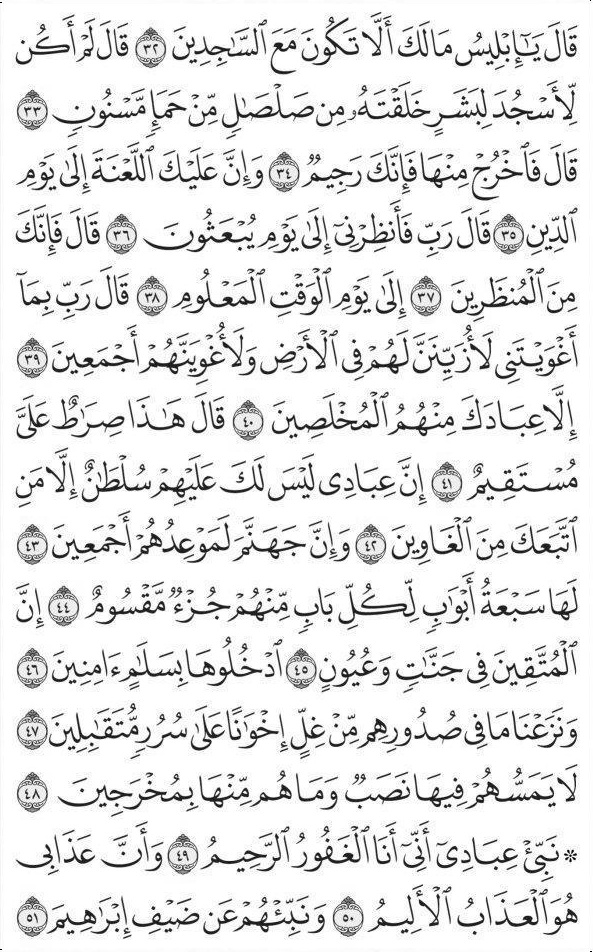 قَالَ يَـٰٓإِبۡلِيسُ مَا لَكَ أَلَّا تَكُونَ مَعَ ٱلسَّـٰجِدِينَ ٣٢ قَالَ لَمۡ أَكُن
لِّأَسۡجُدَ لِبَشَرٍ خَلَقۡتَهُۥ مِن صَلۡصَـٰلٖ مِّنۡ حَمَإٖ مَّسۡنُونٖ ٣٣
قَالَ فَٱخۡرُجۡ مِنۡهَا فَإِنَّكَ رَجِيمٞ ٣٤ وَإِنَّ عَلَيۡكَ ٱللَّعۡنَةَ إِلَىٰ يَوۡمِ
ٱلدِّينِ ٣٥ قَالَ رَبِّ فَأَنظِرۡنِيٓ إِلَىٰ يَوۡمِ يُبۡعَثُونَ ٣٦ قَالَ فَإِنَّكَ
مِنَ ٱلۡمُنظَرِينَ ٣٧ إِلَىٰ يَوۡمِ ٱلۡوَقۡتِ ٱلۡمَعۡلُومِ ٣٨ قَالَ رَبِّ بِمَآ
أَغۡوَيۡتَنِي لَأُزَيِّنَنَّ لَهُمۡ فِي ٱلۡأَرۡضِ وَلَأُغۡوِيَنَّهُمۡ أَجۡمَعِينَ ٣٩
إِلَّا عِبَادَكَ مِنۡهُمُ ٱلۡمُخۡلَصِينَ ٤٠ قَالَ هَـٰذَا صِرَٰطٌ عَلَيَّ
مُسۡتَقِيمٌ ٤١ إِنَّ عِبَادِي لَيۡسَ لَكَ عَلَيۡهِمۡ سُلۡطَـٰنٌ إِلَّا مَنِ
ٱتَّبَعَكَ مِنَ ٱلۡغَاوِينَ ٤٢ وَإِنَّ جَهَنَّمَ لَمَوۡعِدُهُمۡ أَجۡمَعِينَ ٤٣
لَهَا سَبۡعَةُ أَبۡوَٰبٖ لِّكُلِّ بَابٖ مِّنۡهُمۡ جُزۡءٞ مَّقۡسُومٌ ٤٤ إِنَّ
ٱلۡمُتَّقِينَ فِي جَنَّـٰتٖ وَعُيُونٍ ٤٥ ٱدۡخُلُوهَا بِسَلَـٰمٍ ءَامِنِينَ ٤٦
وَنَزَعۡنَا مَا فِي صُدُورِهِم مِّنۡ غِلٍّ إِخۡوَٰنًا عَلَىٰ سُرُرٖ مُّتَقَـٰبِلِينَ ٤٧
لَا يَمَسُّهُمۡ فِيهَا نَصَبٞ وَمَا هُم مِّنۡهَا بِمُخۡرَجِينَ ٤٨
۞ نَبِّئۡ عِبَادِيٓ أَنِّيٓ أَنَا ٱلۡغَفُورُ ٱلرَّحِيمُ ٤٩ وَأَنَّ عَذَابِي
هُوَ ٱلۡعَذَابُ ٱلۡأَلِيمُ ٥٠ وَنَبِّئۡهُمۡ عَن ضَيۡفِ إِبۡرَٰهِيمَ ٥١